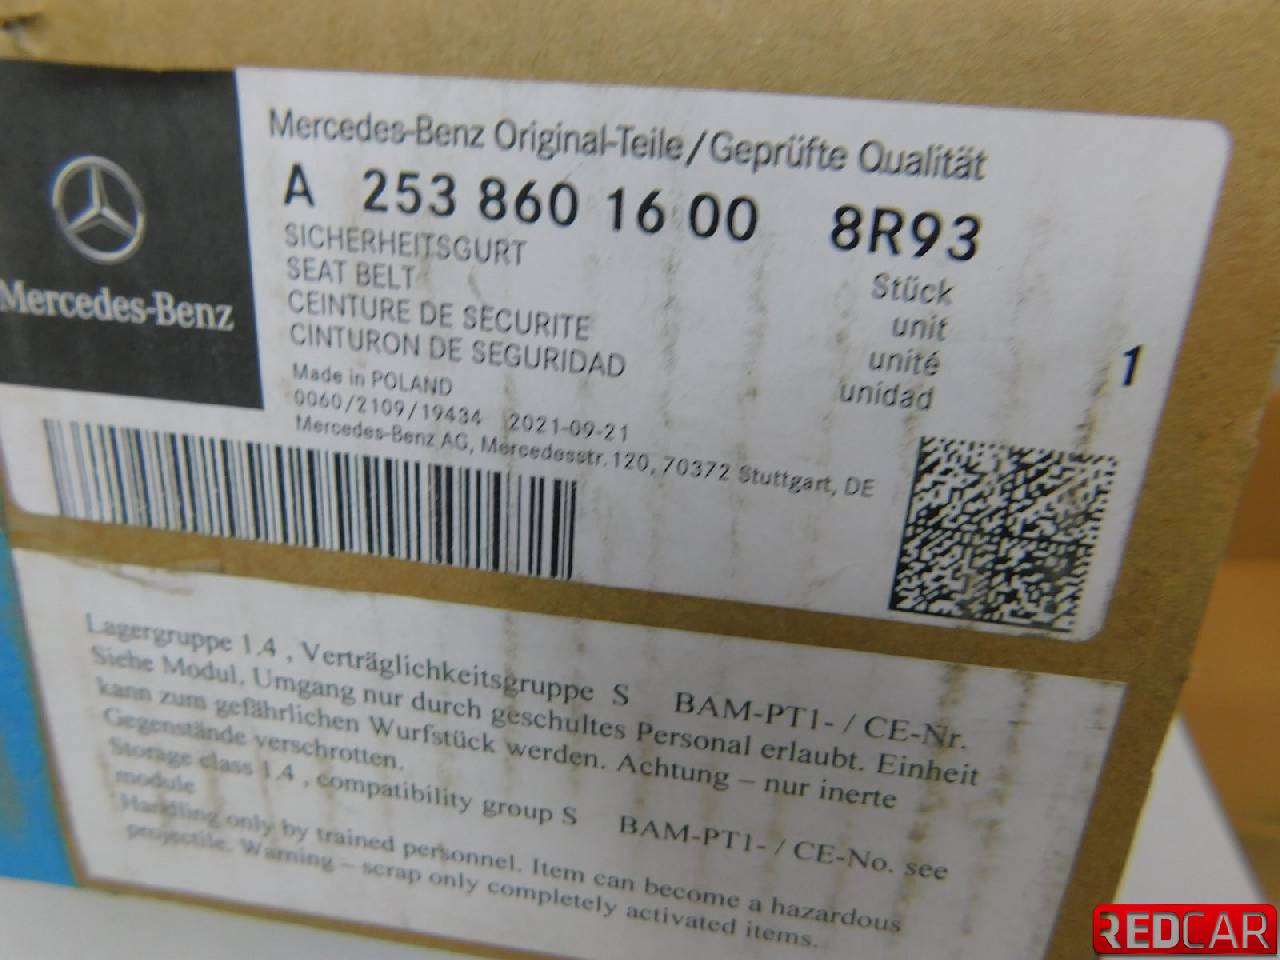 Mercedes-Benz
Mercedes-Benz Original-Teile/Geprüfte Qualität
A 253 860 16 00 8R93
SICHERHEITSGURT
SEAT BELT
CEINTURE DE SECURITE
CINTURON DE SEGURIDAD
Stück
unit
unité
unidad
1
Made in POLAND
0060/2109/19434 2021-09-21
Mercedes-Benz AG, Mercedesstr. 120, 70372 Stuttgart, DE
Lagergruppe 1.4 , Verträglichkeitsgruppe S BAM-PT1- / CE-Nr.
Siehe Modul. Umgang nur durch geschultes Personal erlaubt. Einheit
kann zum gefährlichen Wurfstück werden. Achtung – nur inerte
Gegenstände verschrotten.
Storage class 1.4 , compatibility group S BAM-PT1- / CE-No. see
module
Handling only by trained personnel. Item can become a hazardous
projectile. Warning – scrap only completely activated items.
REDCAR